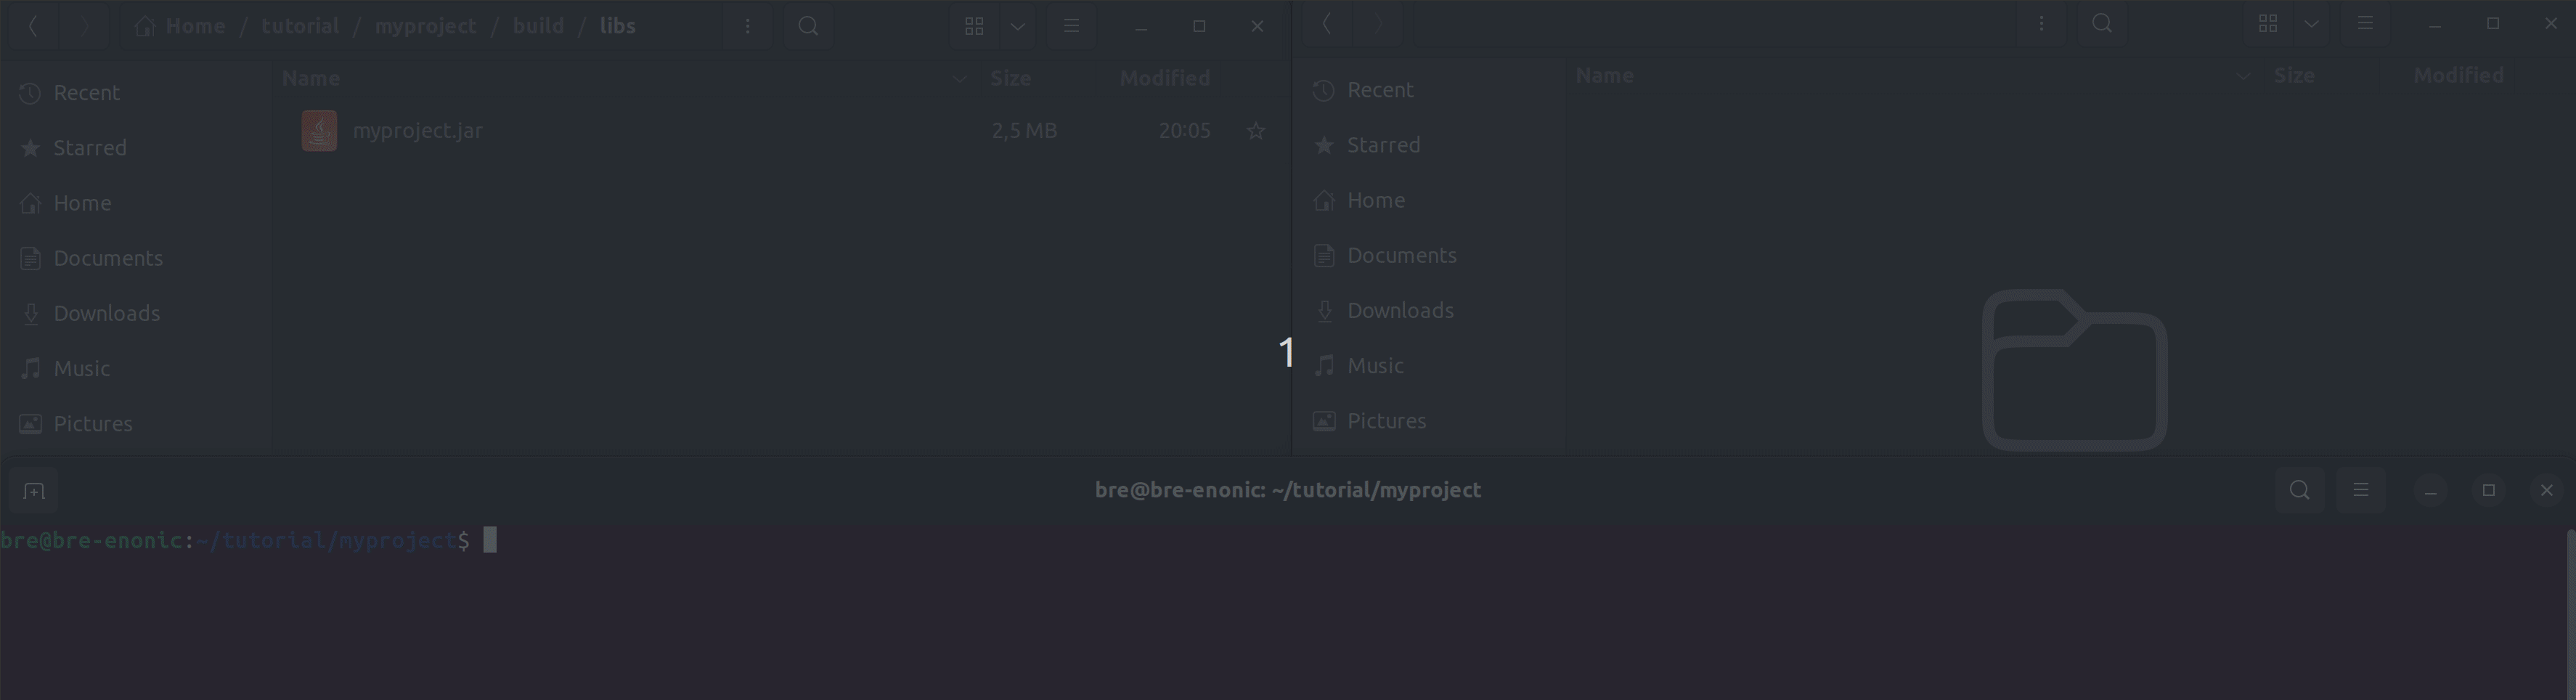 Home / tutorial / myproject / build / libs
Name Size Modified
Recent
myproject.jar 2,5 MB 20:05
Starred
Home
Documents
Downloads
Music
Pictures
Name Size Modified
Recent
Starred
Home
Documents
Downloads
Music
Pictures
1
bre@bre-enonic: ~/tutorial/myproject
bre@bre-enonic:~/tutorial/myproject$